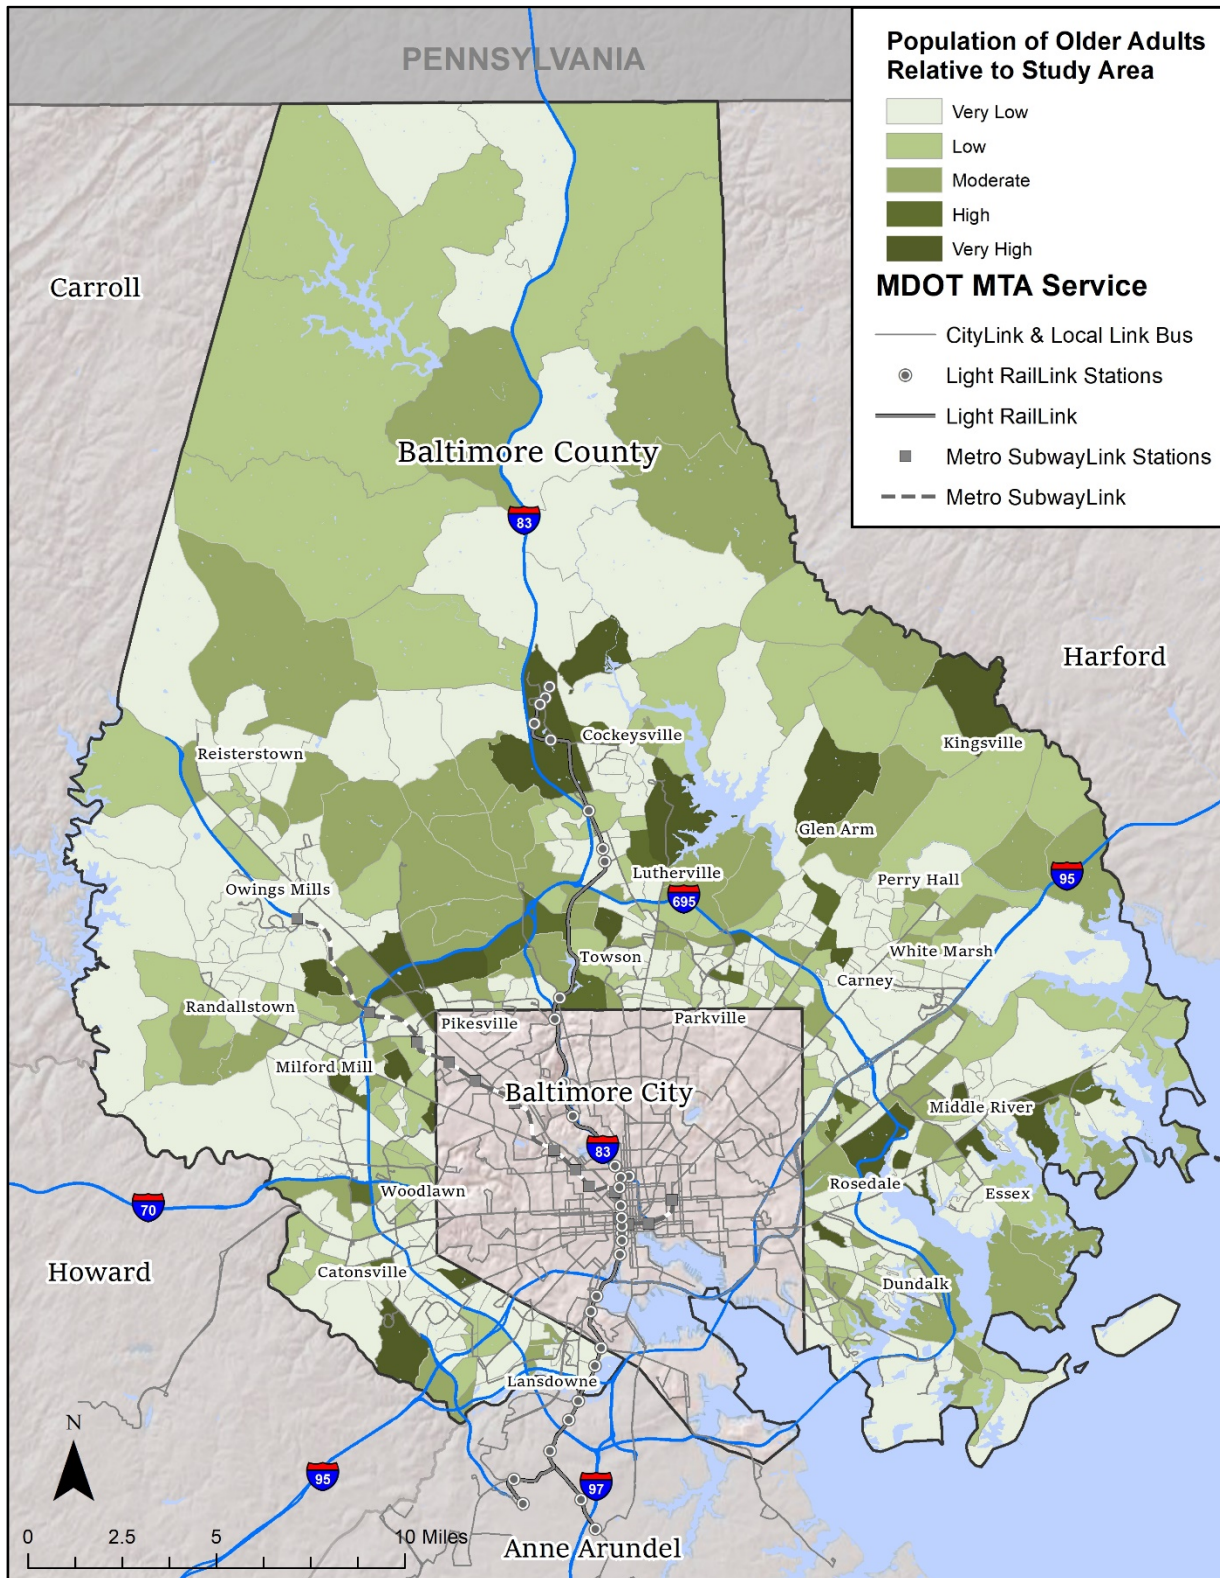 PENNSYLVANIA
Population of Older Adults
Relative to Study Area
Very Low
Low
Moderate
High
Very High
MDOT MTA Service
CityLink & Local Link Bus
Light RailLink Stations
Light RailLink
Metro SubwayLink Stations
Metro SubwayLink
Carroll
Baltimore County
83
Harford
Reisterstown
Cockeysville
Kingsville
Glen Arm
Owings Mills
Lutherville
Perry Hall
95
695
White Marsh
Towson
Carney
Randallstown
Pikesville
Parkville
Milford Mill
Baltimore City
Middle River
83
Rosedale
Essex
Woodlawn
70
Howard
Catonsville
Dundalk
Lansdowne
N
95
97
0 2.5 5 10 Miles
Anne Arundel